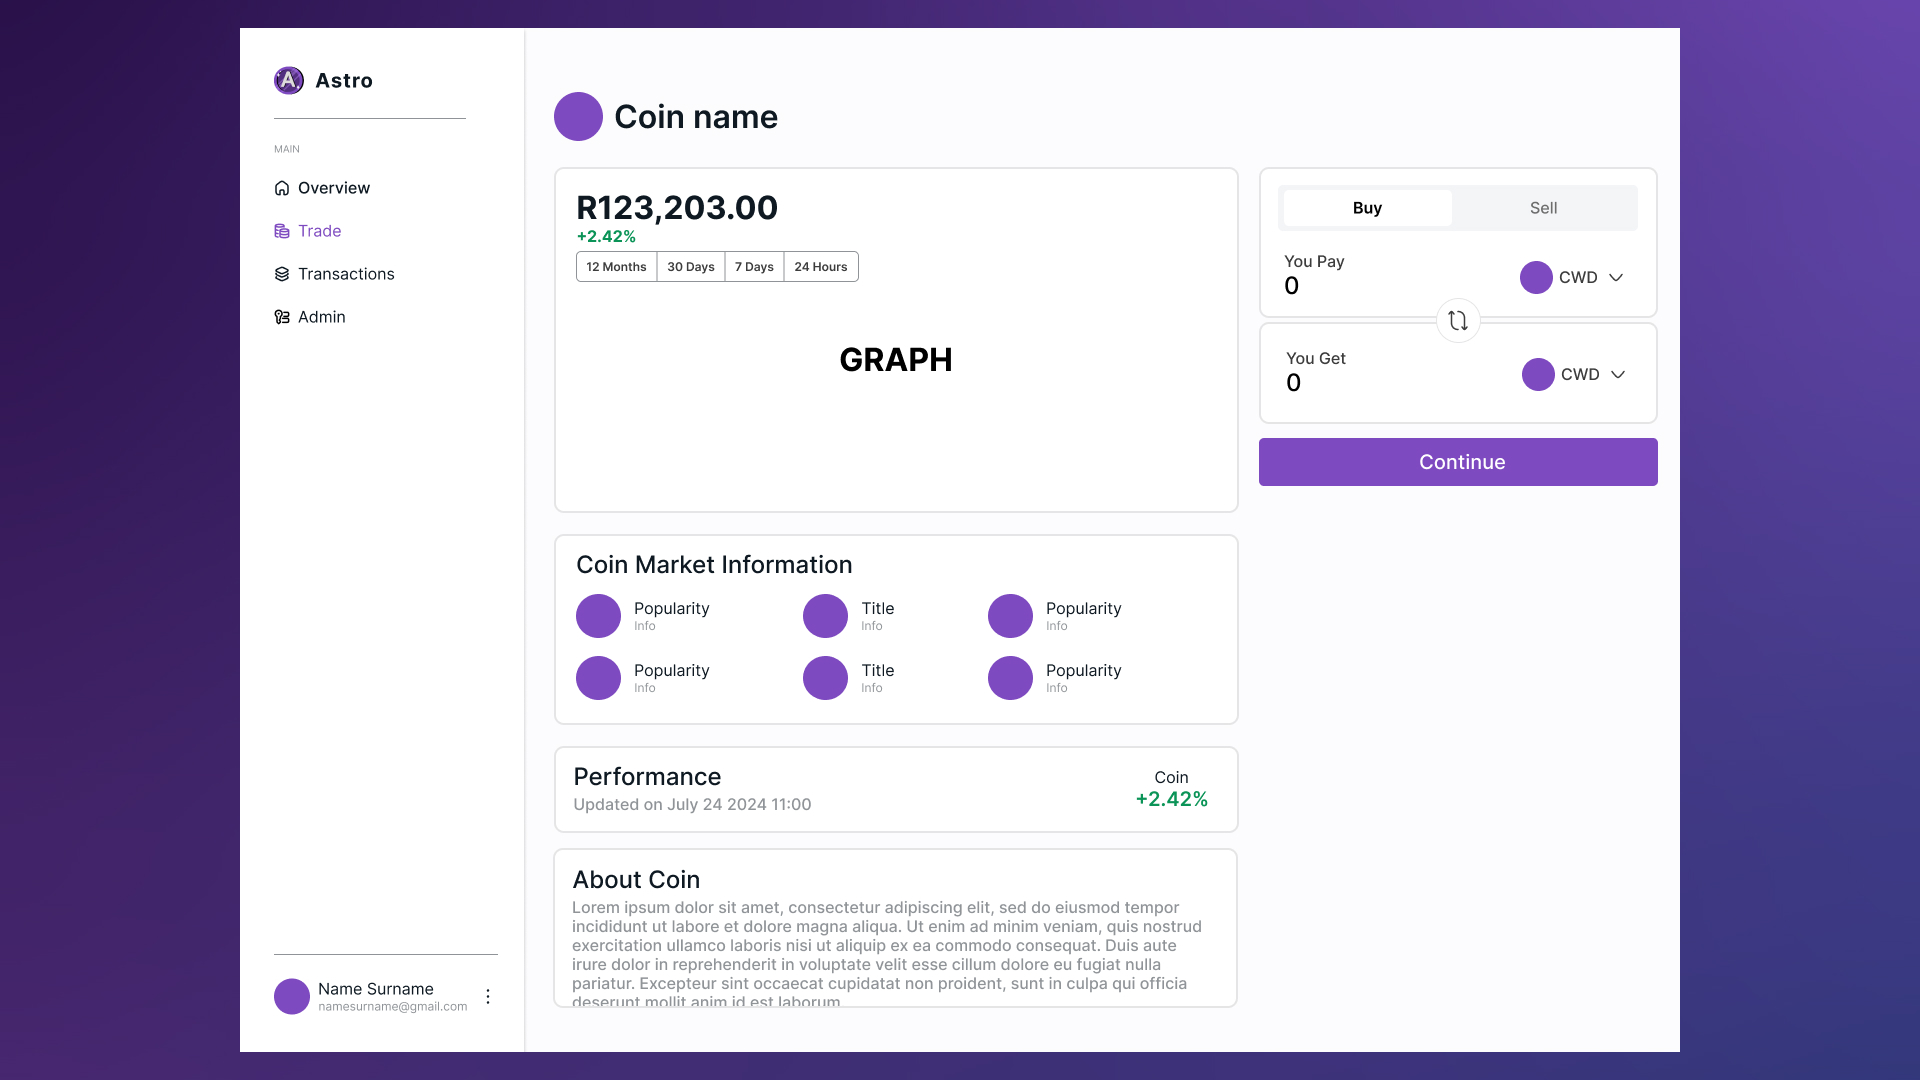 A
Astro
MAIN
Overview
Trade
Transactions
Admin
Name Surname
namesurname@gmail.com
Coin name
R123,203.00
+2.42%
12 Months 30 Days 7 Days 24 Hours
GRAPH
Buy Sell
You Pay
0
CWD
You Get
0
CWD
Continue
Coin Market Information
Popularity
Info
Title
Info
Popularity
Info
Popularity
Info
Title
Info
Popularity
Info
Performance
Updated on July 24 2024 11:00
Coin
+2.42%
About Coin
Lorem ipsum dolor sit amet, consectetur adipiscing elit, sed do eiusmod tempor
incididunt ut labore et dolore magna aliqua. Ut enim ad minim veniam, quis nostrud
exercitation ullamco laboris nisi ut aliquip ex ea commodo consequat. Duis aute
irure dolor in reprehenderit in voluptate velit esse cillum dolore eu fugiat nulla
pariatur. Excepteur sint occaecat cupidatat non proident, sunt in culpa qui officia
deserunt mollit anim id est laborum.